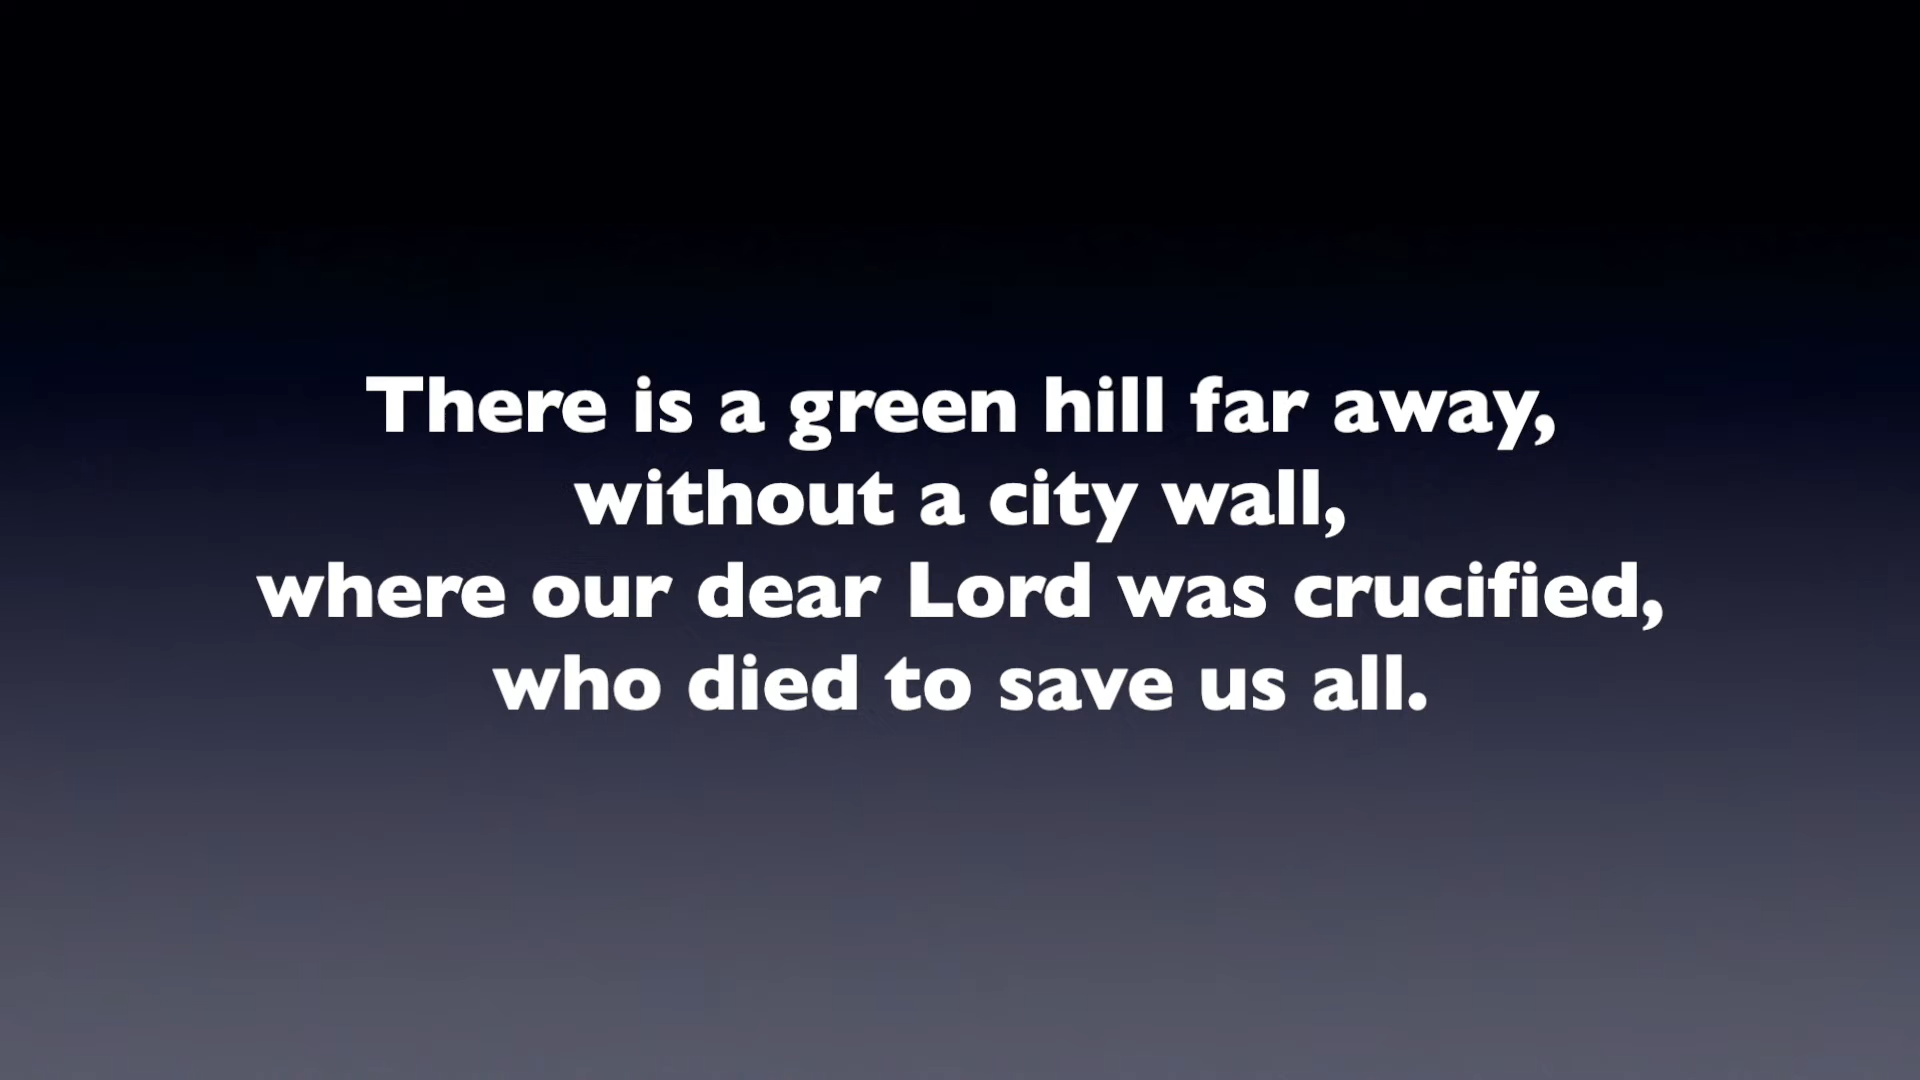 There is a green hill far away,
without a city wall,
where our dear Lord was crucified,
who died to save us all.